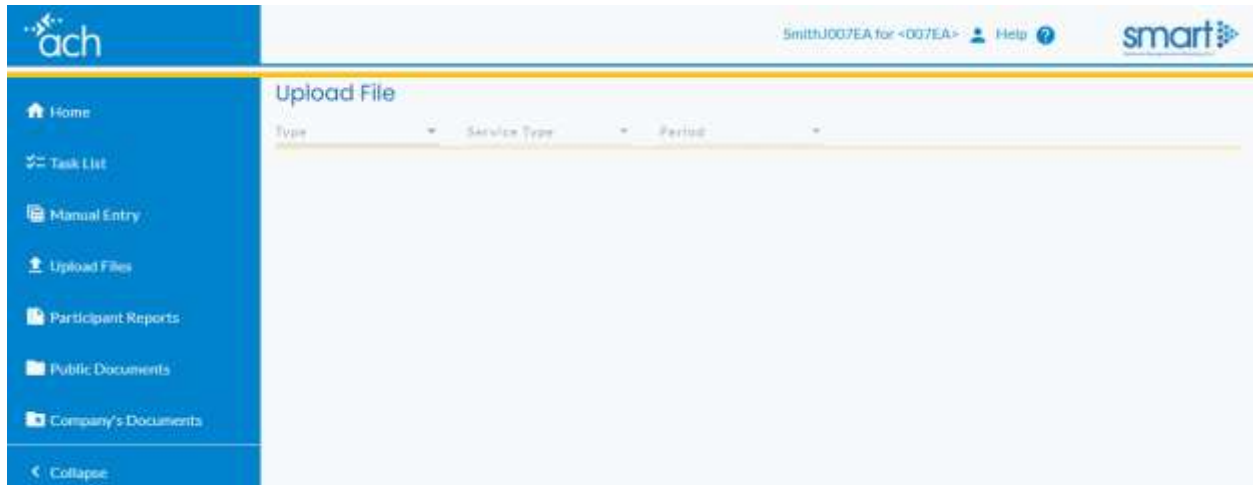 ach
SmithJ007EA for <007EA> Help ?
smart
Upload File
Type Service Type Period
Home
Task List
Manual Entry
Upload Files
Participant Reports
Public Documents
Company's Documents
Collapse